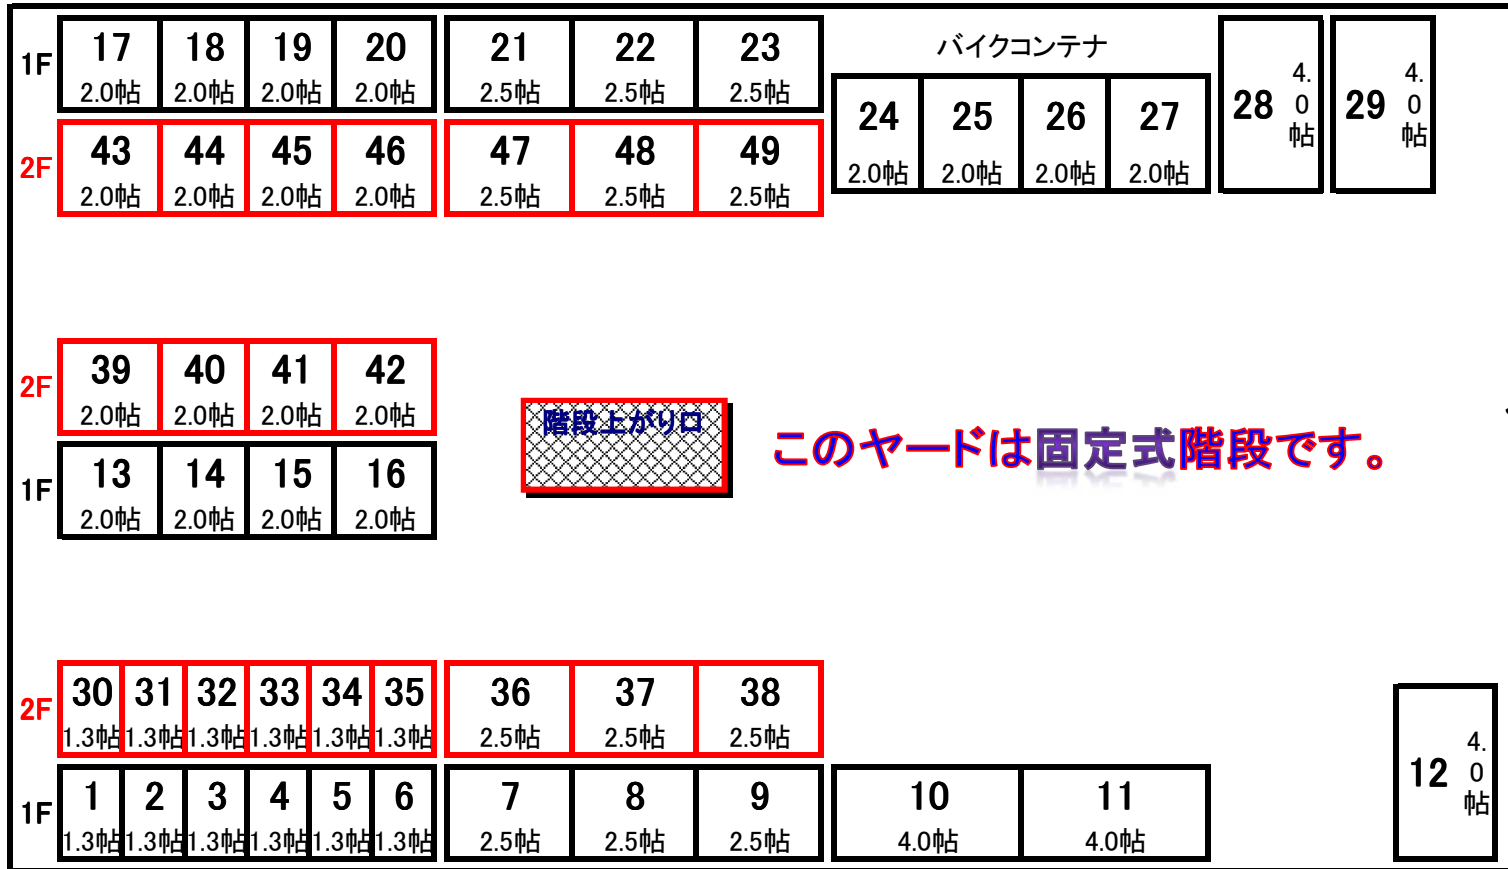 1F 17 18 19 20 21 22 23 バイクコンテナ
2.0帖 2.0帖 2.0帖 2.0帖 2.5帖 2.5帖 2.5帖
24 25 26 27 28 4.0帖 29 4.0帖
2.0帖 2.0帖 2.0帖 2.0帖
2F 43 44 45 46 47 48 49
2.0帖 2.0帖 2.0帖 2.0帖 2.5帖 2.5帖 2.5帖
2F 39 40 41 42
2.0帖 2.0帖 2.0帖 2.0帖
階段上がり口
このヤードは固定式階段です。
1F 13 14 15 16
2.0帖 2.0帖 2.0帖 2.0帖
2F 30 31 32 33 34 35 36 37 38
1.3帖 1.3帖 1.3帖 1.3帖 1.3帖 1.3帖 2.5帖 2.5帖 2.5帖
12 4.0帖
1F 1 2 3 4 5 6 7 8 9 10 11
1.3帖 1.3帖 1.3帖 1.3帖 1.3帖 1.3帖 2.5帖 2.5帖 2.5帖 4.0帖 4.0帖